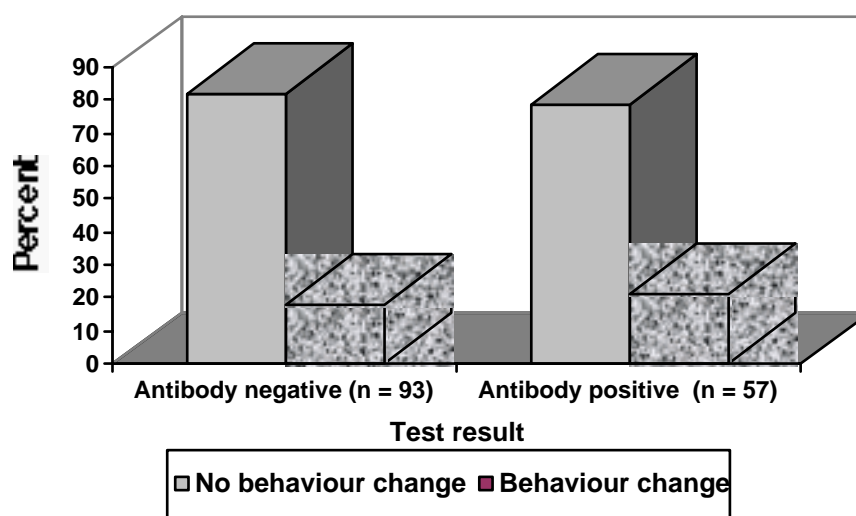 Percent
90
80
70
60
50
40
30
20
10
0
Antibody negative (n = 93) Antibody positive (n = 57)
Test result
No behaviour change Behaviour change